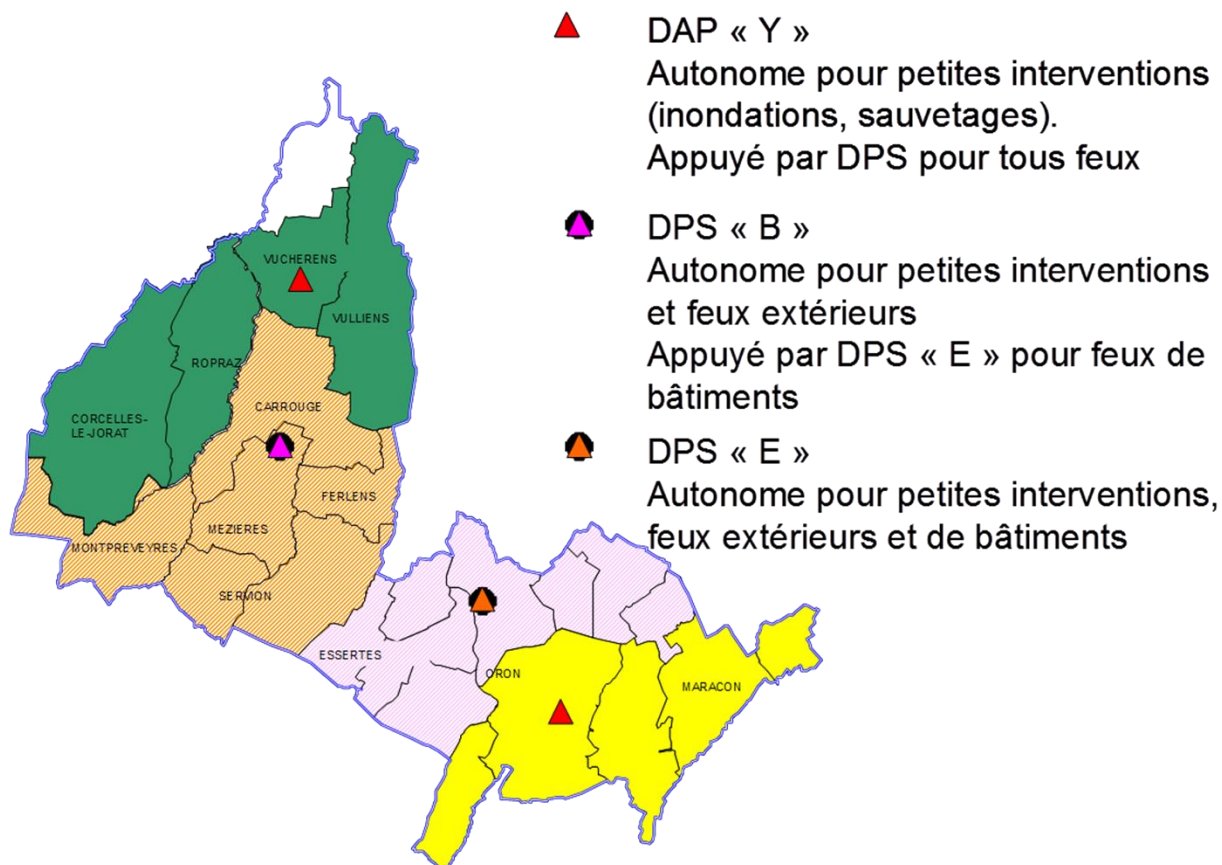 DAP « Y »
Autonome pour petites interventions
(inondations, sauvetages).
Appuyé par DPS pour tous feux
DPS « B »
Autonome pour petites interventions
et feux extérieurs
Appuyé par DPS « E » pour feux de
bâtiments
DPS « E »
Autonome pour petites interventions,
feux extérieurs et de bâtiments
VUCHERENS
VULLIENS
ROPRAZ
CORCELLES-
LE-JORAT
CARROUGE
FERLENS
MEZIERES
MONTPREVEYRES
SERMON
ESSERTES
ORON
MARACON